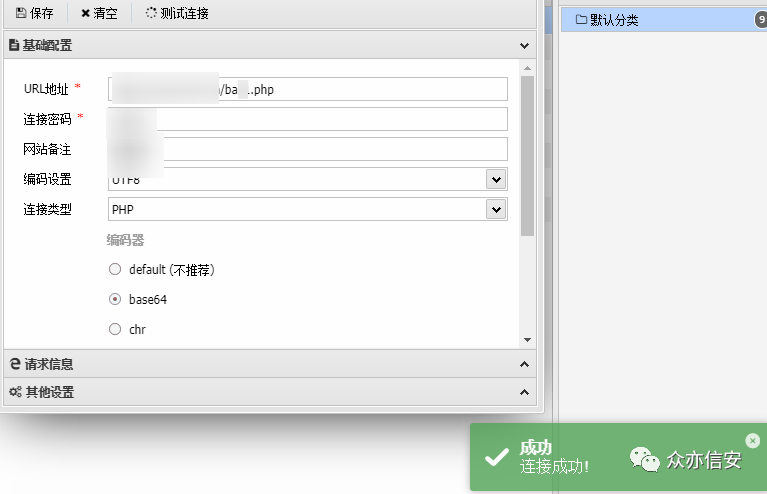 保存 清空 测试连接
默认分类 9
基础配置
URL地址 * /ba...php
连接密码 *
网站备注
编码设置 UTF8
连接类型 PHP
编码器
default (不推荐)
base64
chr
请求信息
其他设置
成功
连接成功!
众亦信安